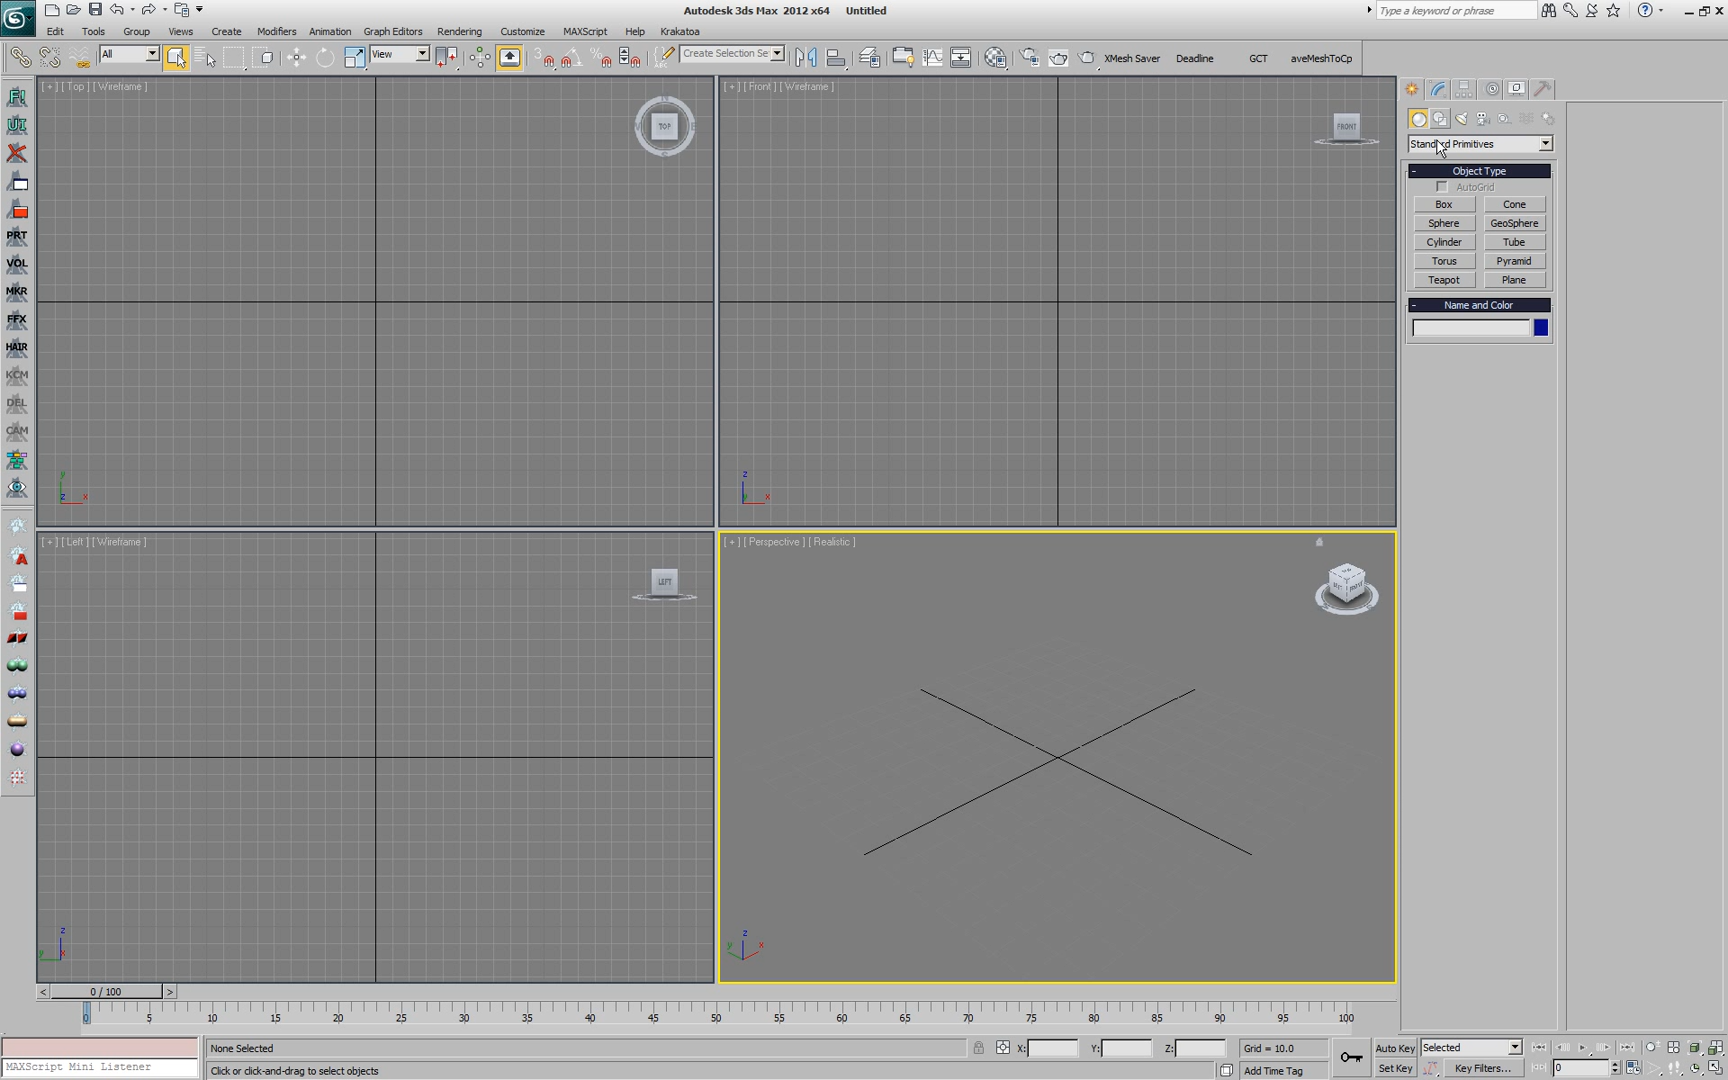 Autodesk 3ds Max 2012 x64 Untitled
Type a keyword or phrase
Edit Tools Group Views Create Modifiers Animation Graph Editors Rendering Customize MAXScript Help Krakatoa
All View Create Selection Se XMesh Saver Deadline GCT aveMeshToCp
[ + ] [ Top ] [ Wireframe ]
TOP
[ + ] [ Front ] [ Wireframe ]
FRONT
Standard Primitives
- Object Type
AutoGrid
Box Cone
Sphere GeoSphere
Cylinder Tube
Torus Pyramid
Teapot Plane
- Name and Color
F!
UI
PRT
VOL
MKR
FFX
HAIR
KCM
DEL
CAM
A
y
z x
z
y x
[ + ] [ Left ] [ Wireframe ]
LEFT
[ + ] [ Perspective ] [ Realistic ]
z
y x
z
y x
< 0 / 100 >
0 5 10 15 20 25 30 35 40 45 50 55 60 65 70 75 80 85 90 95 100
None Selected X: Y: Z: Grid = 10.0 Auto Key Selected
MAXScript Mini Listener
Click or click-and-drag to select objects Add Time Tag Set Key Key Filters... 0